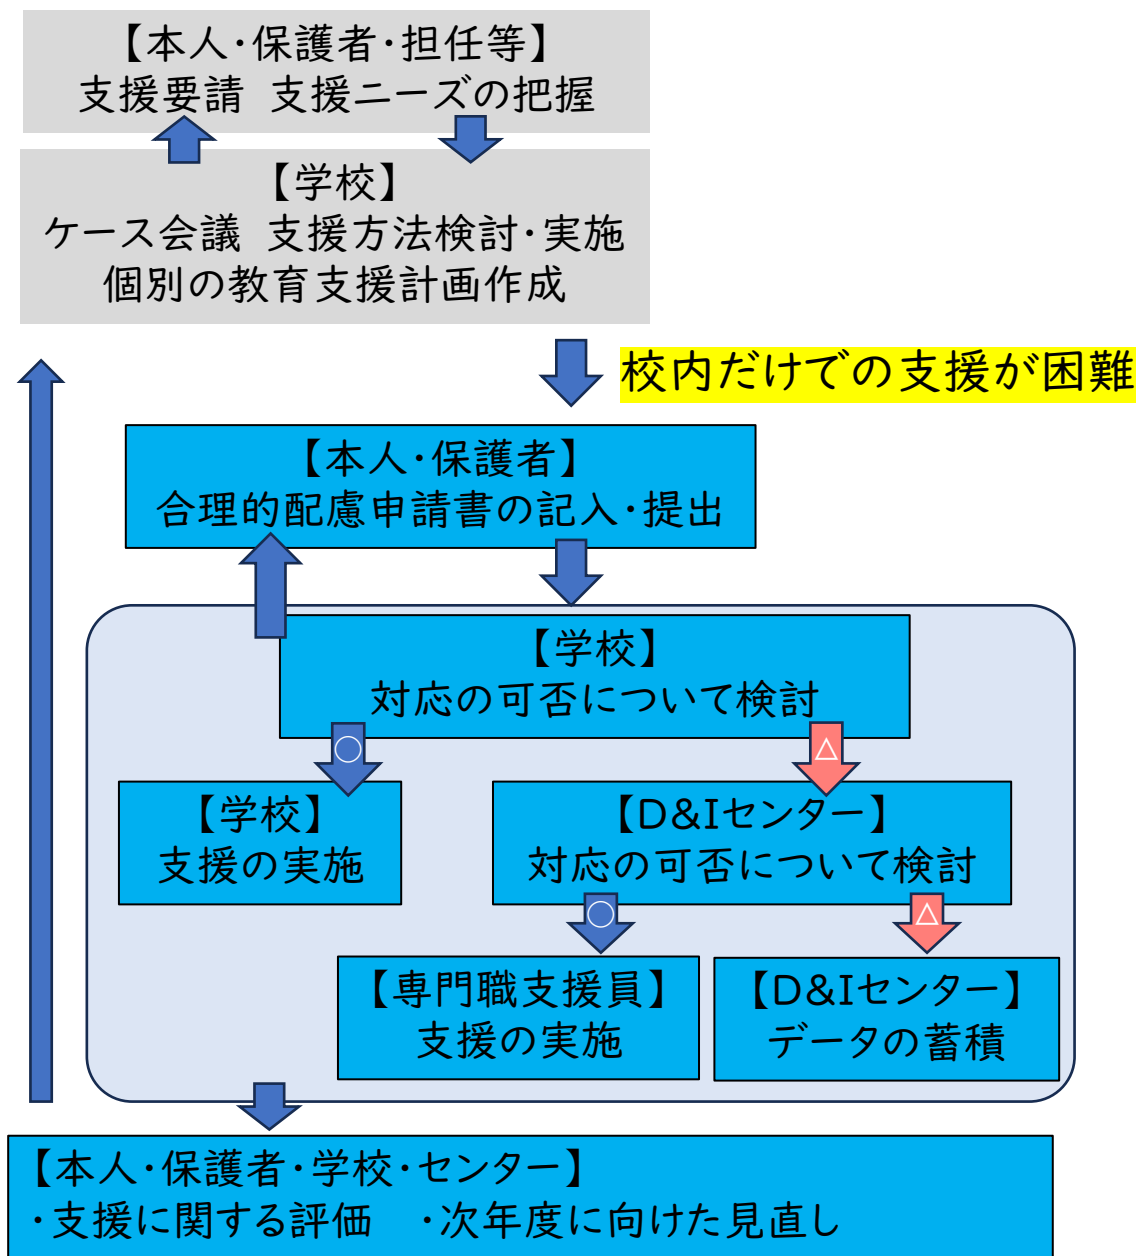 【本人・保護者・担任等】
支援要請 支援ニーズの把握
【学校】
ケース会議 支援方法検討・実施
個別の教育支援計画作成
校内だけでの支援が困難
【本人・保護者】
合理的配慮申請書の記入・提出
【学校】
対応の可否について検討
○
△
【学校】
支援の実施
【D&Iセンター】
対応の可否について検討
○
△
【専門職支援員】
支援の実施
【D&Iセンター】
データの蓄積
【本人・保護者・学校・センター】
・支援に関する評価 ・次年度に向けた見直し